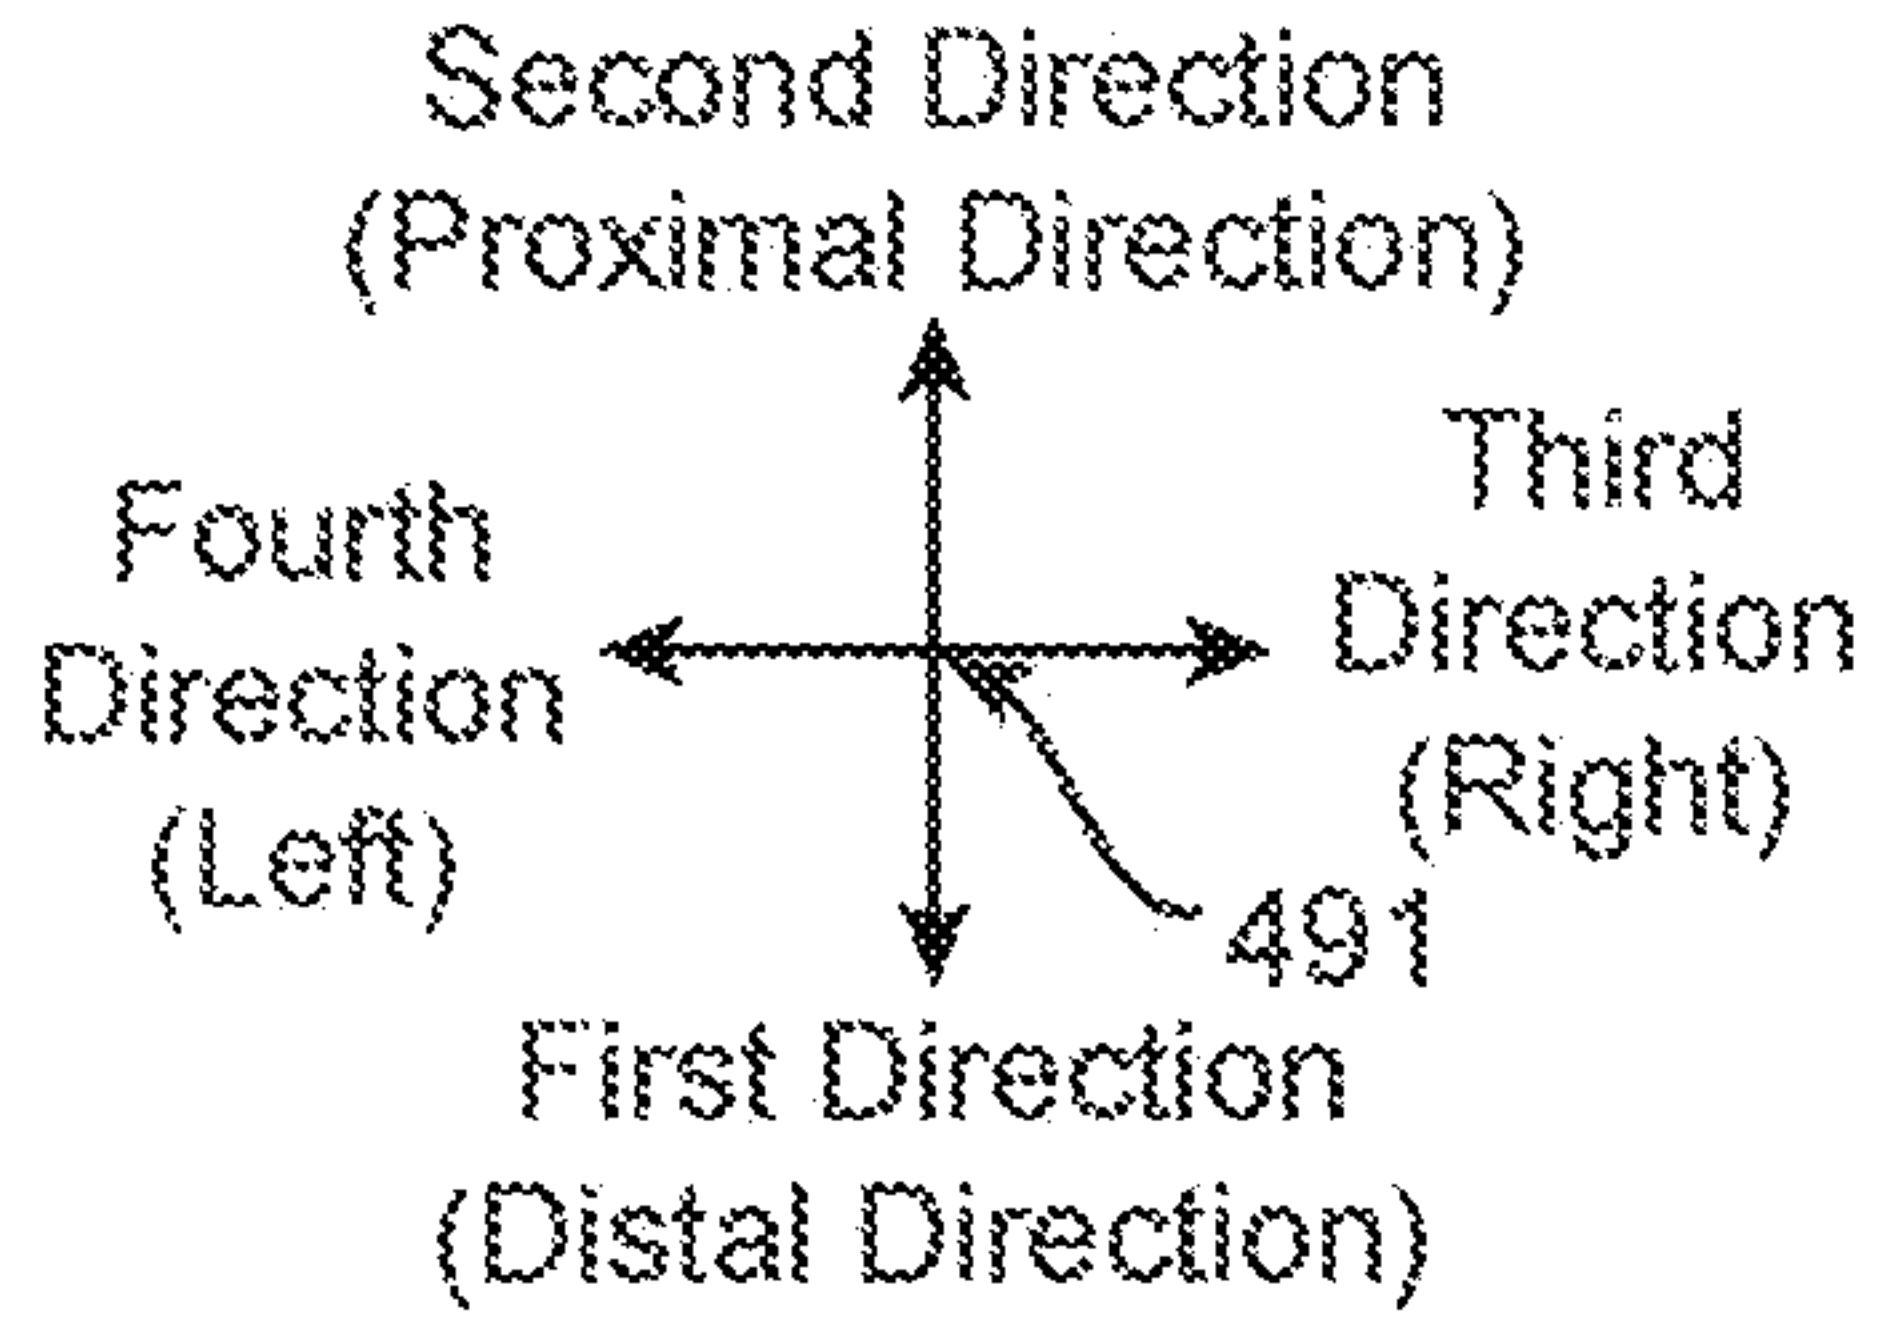 Second Direction
(Proximal Direction)
Third
Direction
(Right)
Fourth
Direction
(Left)
491
First Direction
(Distal Direction)